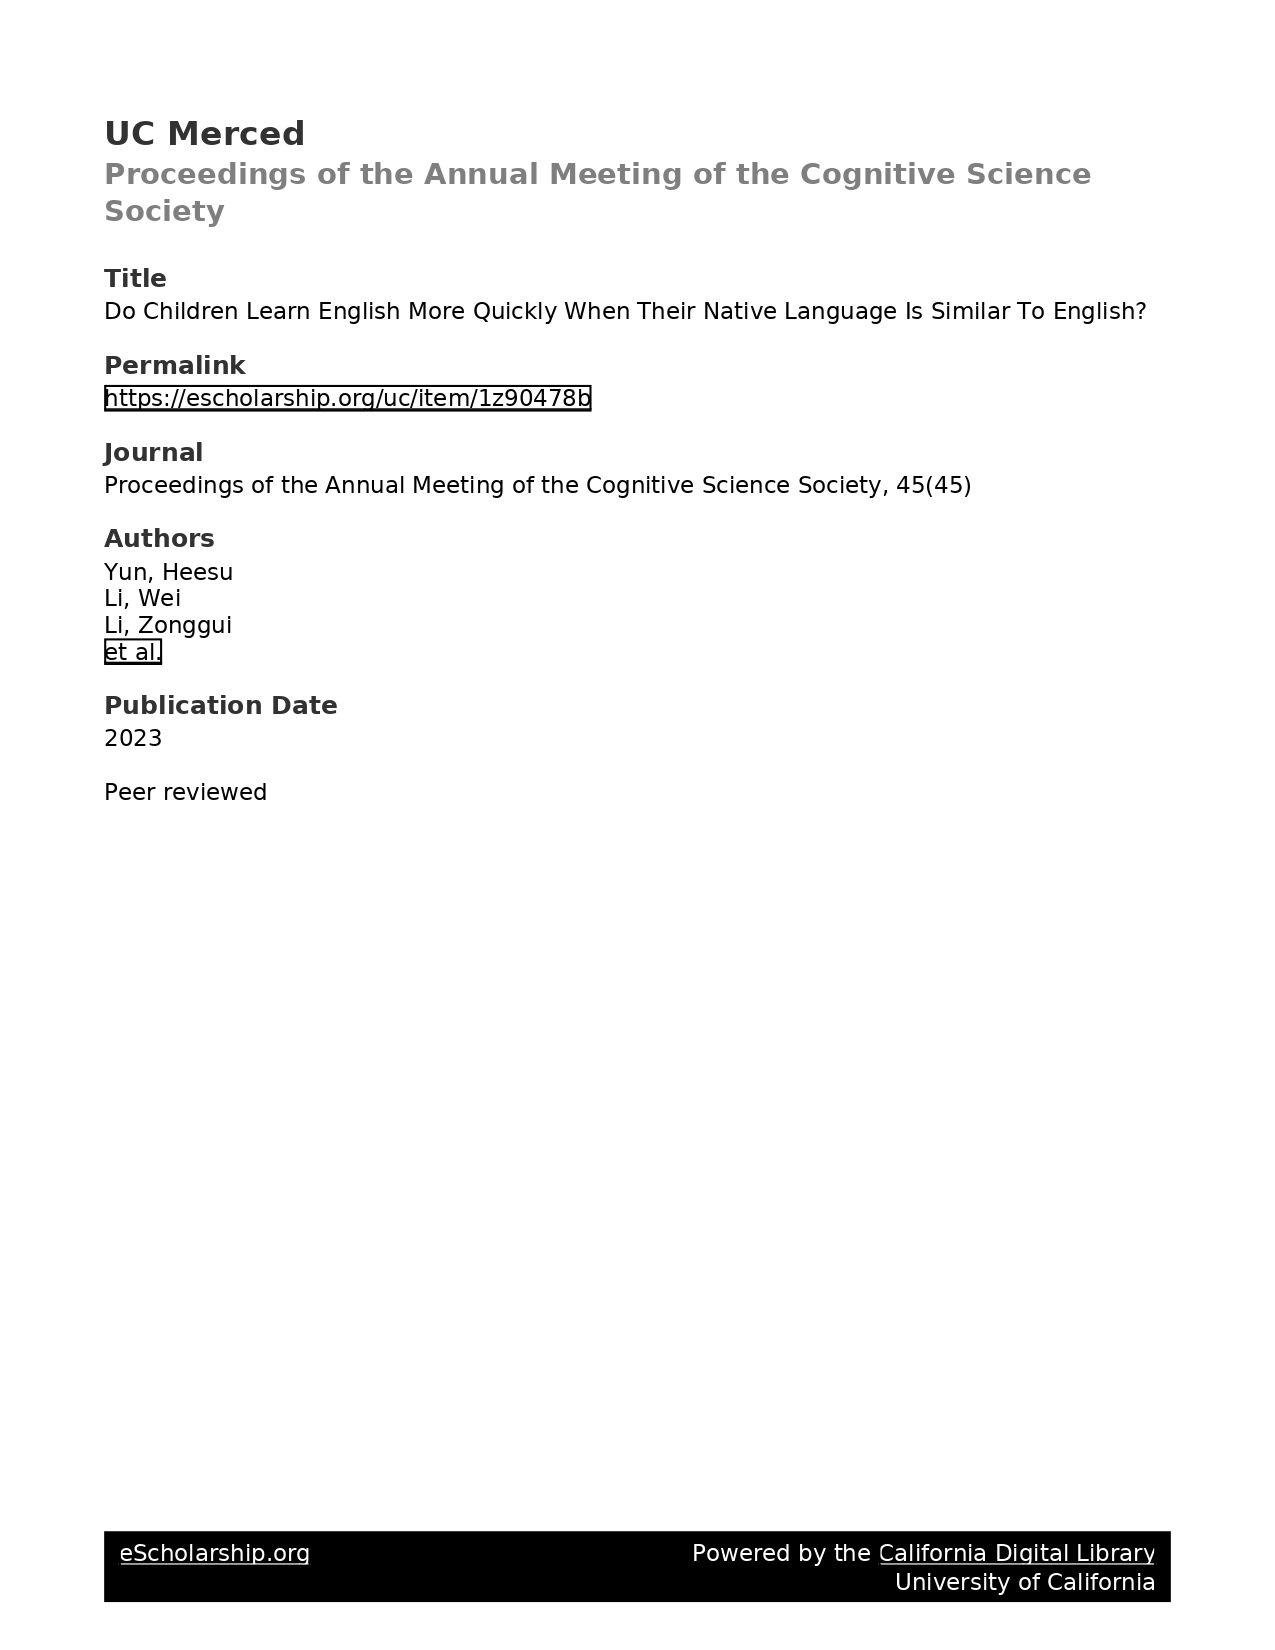 UC Merced
Proceedings of the Annual Meeting of the Cognitive Science
Society
Title
Do Children Learn English More Quickly When Their Native Language Is Similar To English?
Permalink
https://escholarship.org/uc/item/1z90478b
Journal
Proceedings of the Annual Meeting of the Cognitive Science Society, 45(45)
Authors
Yun, Heesu
Li, Wei
Li, Zonggui
et al.
Publication Date
2023
Peer reviewed
eScholarship.org
Powered by the California Digital Library
University of California